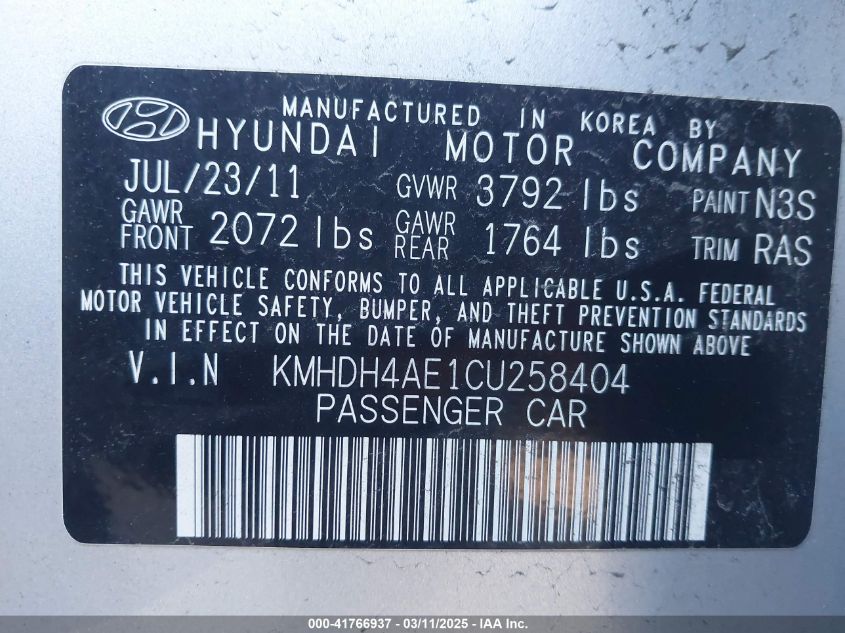 MANUFACTURED IN KOREA BY
HYUNDAI MOTOR COMPANY
JUL/23/11 GVWR 3792 lbs PAINT N3S
GAWR FRONT 2072 lbs GAWR REAR 1764 lbs TRIM RAS
THIS VEHICLE CONFORMS TO ALL APPLICABLE U.S.A. FEDERAL
MOTOR VEHICLE SAFETY, BUMPER, AND THEFT PREVENTION STANDARDS
IN EFFECT ON THE DATE OF MANUFACTURE SHOWN ABOVE
V.I.N KMHDH4AE1CU258404
PASSENGER CAR
000-41766937 - 03/11/2025 - IAA Inc.